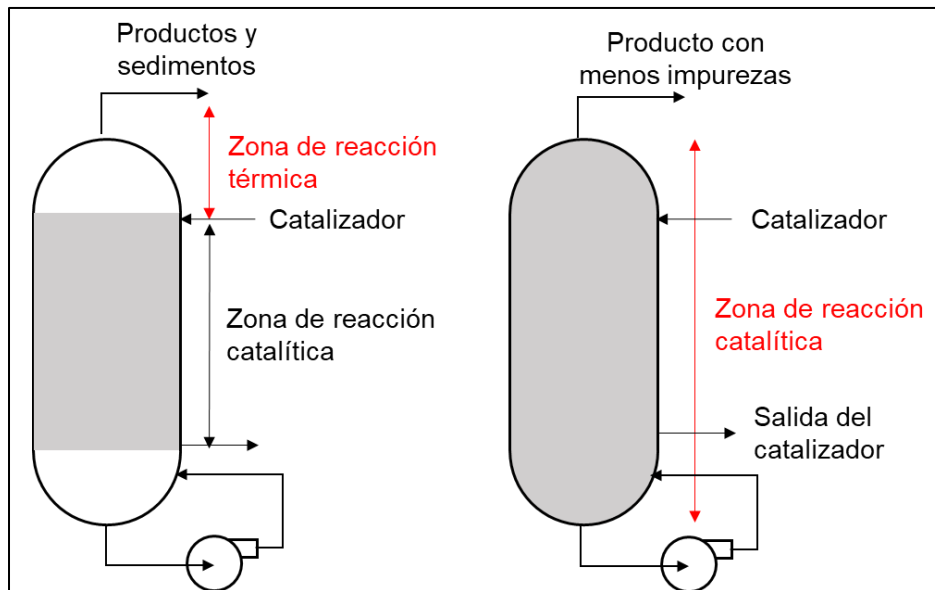 Productos y
sedimentos
Zona de reacción
térmica
Catalizador
Zona de reacción
catalítica
Producto con
menos impurezas
Catalizador
Zona de reacción
catalítica
Salida del
catalizador